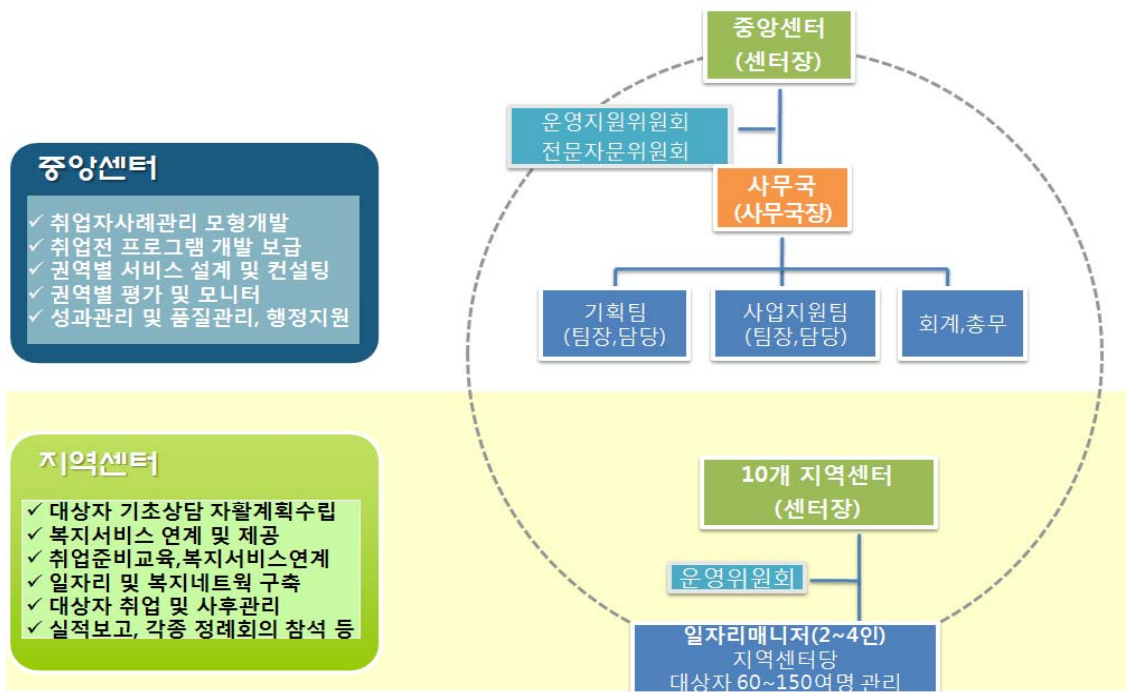 중앙센터
(센터장)
운영지원위원회
전문자문위원회
사무국
(사무국장)
기획팀
(팀장,담당)
사업지원팀
(팀장,담당)
회계,총무
중앙센터
✓ 취업자사례관리 모형개발
✓ 취업전 프로그램 개발 보급
✓ 권역별 서비스 설계 및 컨설팅
✓ 권역별 평가 및 모니터
✓ 성과관리 및 품질관리, 행정지원
지역센터
✓ 대상자 기초상담 자활계획수립
✓ 복지서비스 연계 및 제공
✓ 취업준비교육,복지서비스연계
✓ 일자리 및 복지네트웍 구축
✓ 대상자 취업 및 사후관리
✓ 실적보고, 각종 정례회의 참석 등
10개 지역센터
(센터장)
운영위원회
일자리매니저(2~4인)
지역센터당
대상자 60~150여명 관리